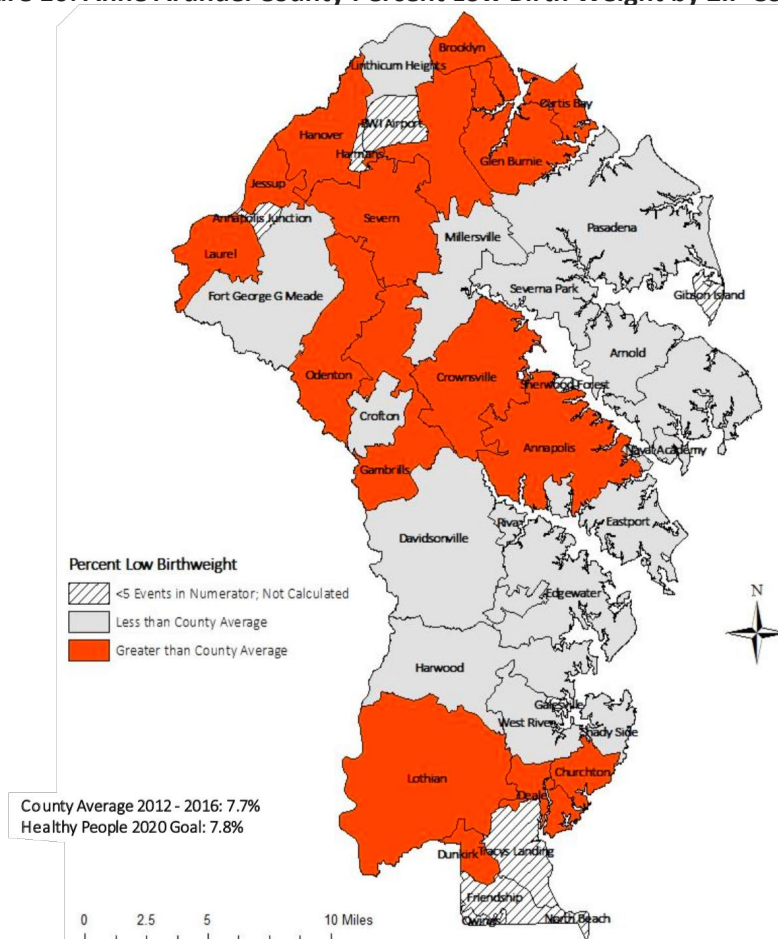 Brooklyn
Linthicum Heights
Curtis Bay
BWI Airport
Hanover
Harmans
Glen Burnie
Jessup
Annapolis Junction
Severn
Pasadena
Millersville
Laurel
Severna Park
Fort George G Meade
Gibson Island
Arnold
Odenton
Crownsville
Sherwood Forest
Crofton
Annapolis
Naval Academy
Gambrills
Riva
Eastport
Davidsonville
Percent Low Birthweight
<5 Events in Numerator; Not Calculated
Less than County Average
Greater than County Average
Edgewater
N
Harwood
Galesville
West River
Shady Side
Lothian
Churchton
Deale
County Average 2012 - 2016: 7.7%
Healthy People 2020 Goal: 7.8%
Dunkirk
Tracys Landing
Friendship
Owings
North Beach
0 2.5 5 10 Miles